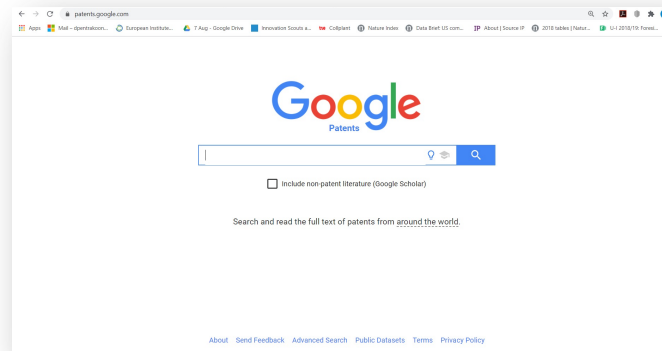 patents.google.com
Apps Mail – dpentrakoon... European Institute... 7 Aug - Google Drive Innovation Scouts a... Collplant Nature Index Data Brief: US com... IP About | Source IP 2018 tables | Natur... U-I 2018/19: Foresi...
Google
Patents
Include non-patent literature (Google Scholar)
Search and read the full text of patents from around the world.
About Send Feedback Advanced Search Public Datasets Terms Privacy Policy